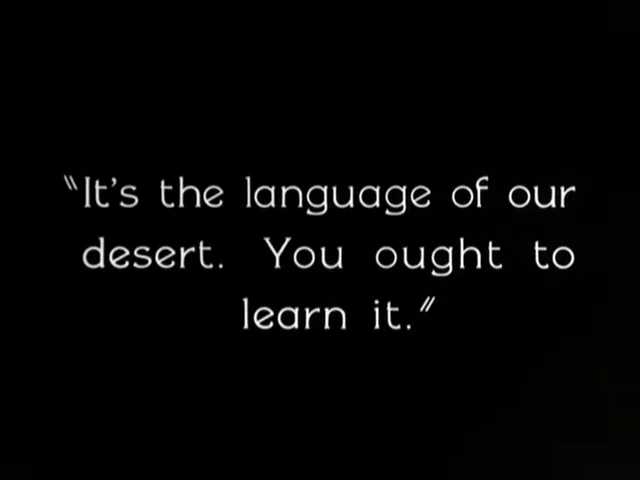 "It's the language of our
desert. You ought to
learn it."